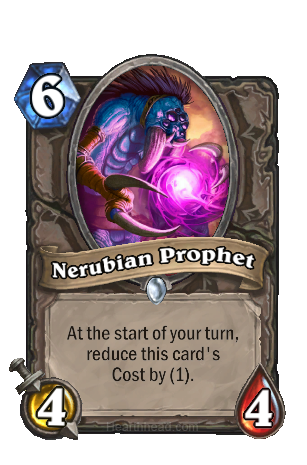 6
Nerubian Prophet
At the start of your turn,
reduce this card's
Cost by (1).
4
4